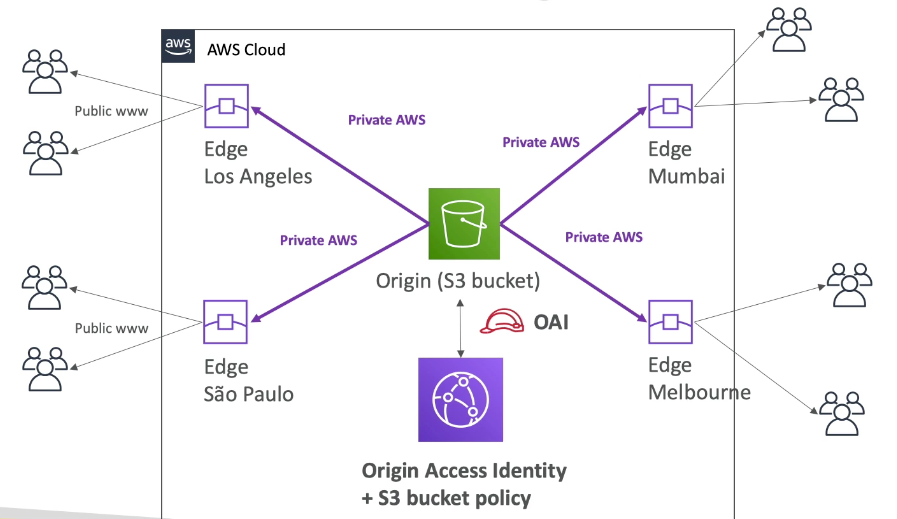 aws
AWS Cloud
Public www
Private AWS
Private AWS
Edge
Los Angeles
Edge
Mumbai
Private AWS
Private AWS
Origin (S3 bucket)
Public www
OAI
Edge
São Paulo
Edge
Melbourne
Origin Access Identity
+ S3 bucket policy